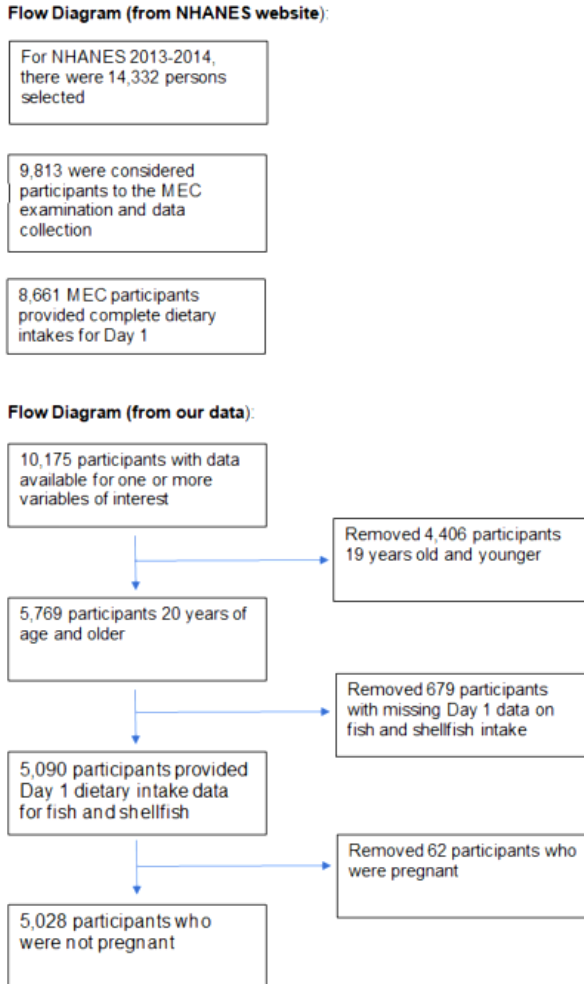 Flow Diagram (from NHANES website):
For NHANES 2013-2014,
there were 14,332 persons
selected
9,813 were considered
participants to the MEC
examination and data
collection
8,661 MEC participants
provided complete dietary
intakes for Day 1
Flow Diagram (from our data):
10,175 participants with data
available for one or more
variables of interest
Removed 4,406 participants
19 years old and younger
5,769 participants 20 years of
age and older
Removed 679 participants
with missing Day 1 data on
fish and shellfish intake
5,090 participants provided
Day 1 dietary intake data
for fish and shellfish
Removed 62 participants who
were pregnant
5,028 participants who
were not pregnant